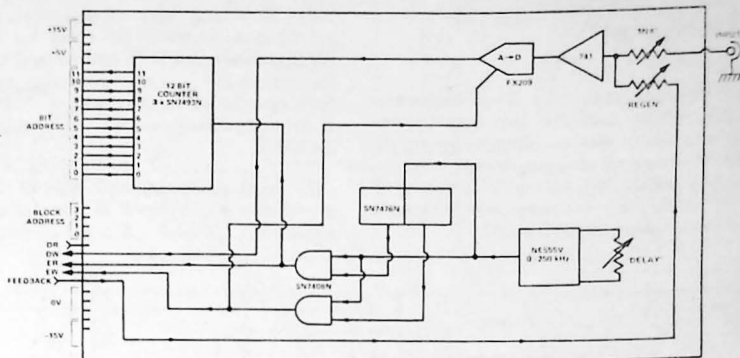 +15V
+5V
BIT
ADDRESS
11
10
9
8
7
6
5
4
3
2
1
0
11
10
9
8
7
6
5
4
3
2
1
0
12 BIT
COUNTER
3 × SN7493N
BLOCK
ADDRESS
3
2
1
0
DR
DW
ER
EW
FEEDBACK
0V
-15V
A→D
FX209
741
'MIX'
REGEN
INPUT
SN7476N
SN7408N
NE555V
0 - 250 kHz
'DELAY'